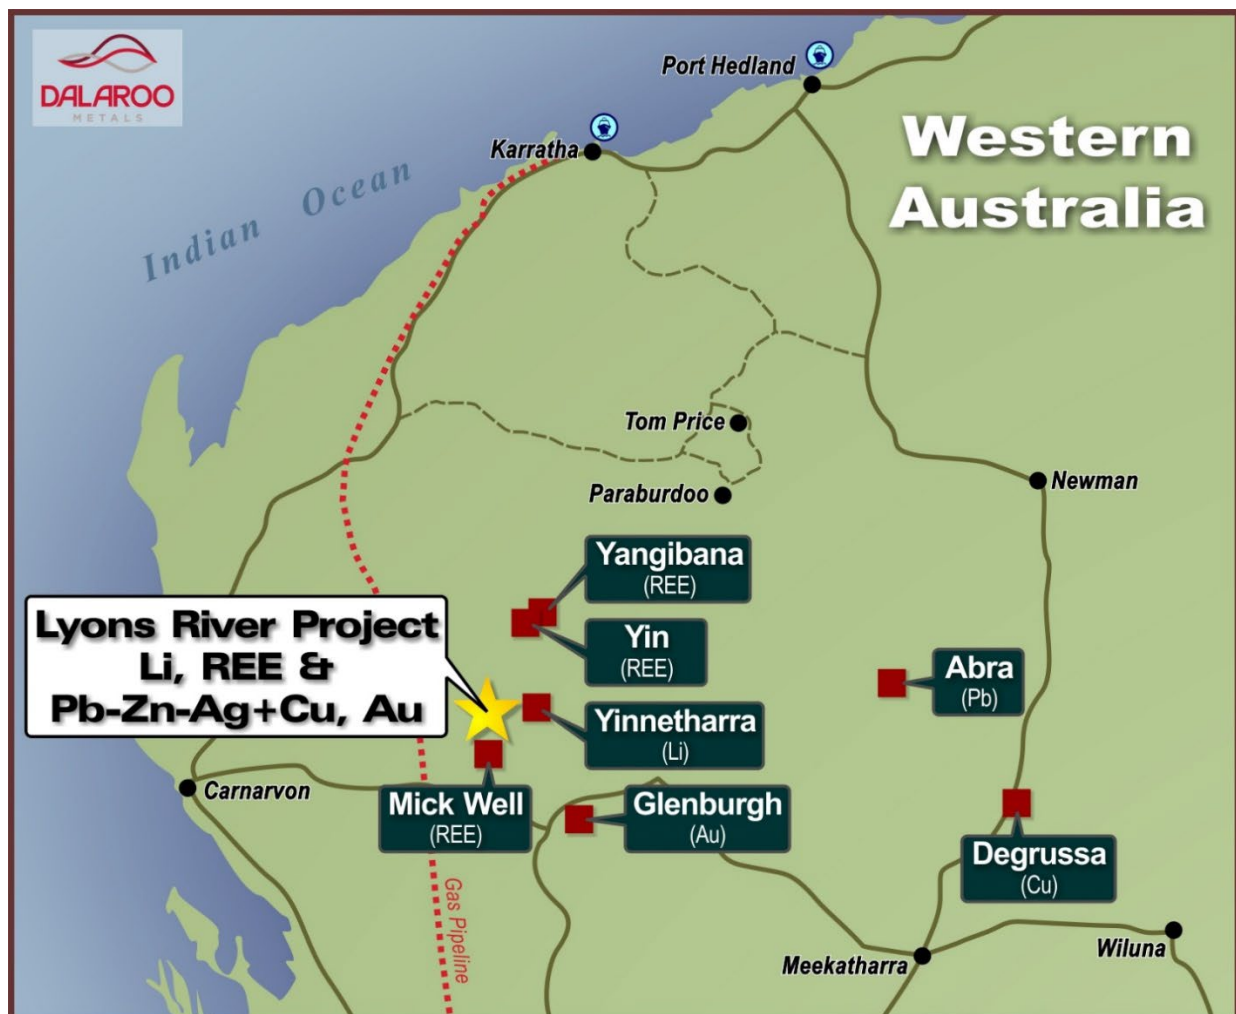 DALAROO
METALS
Port Hedland
Karratha
Western
Australia
Indian Ocean
Tom Price
Paraburdoo
Newman
Yangibana
(REE)
Yin
(REE)
Lyons River Project
Li, REE &
Pb-Zn-Ag+Cu, Au
Abra
(Pb)
Yinnetharra
(Li)
Carnarvon
Mick Well
(REE)
Glenburgh
(Au)
Degrussa
(Cu)
Gas Pipeline
Meekatharra
Wiluna